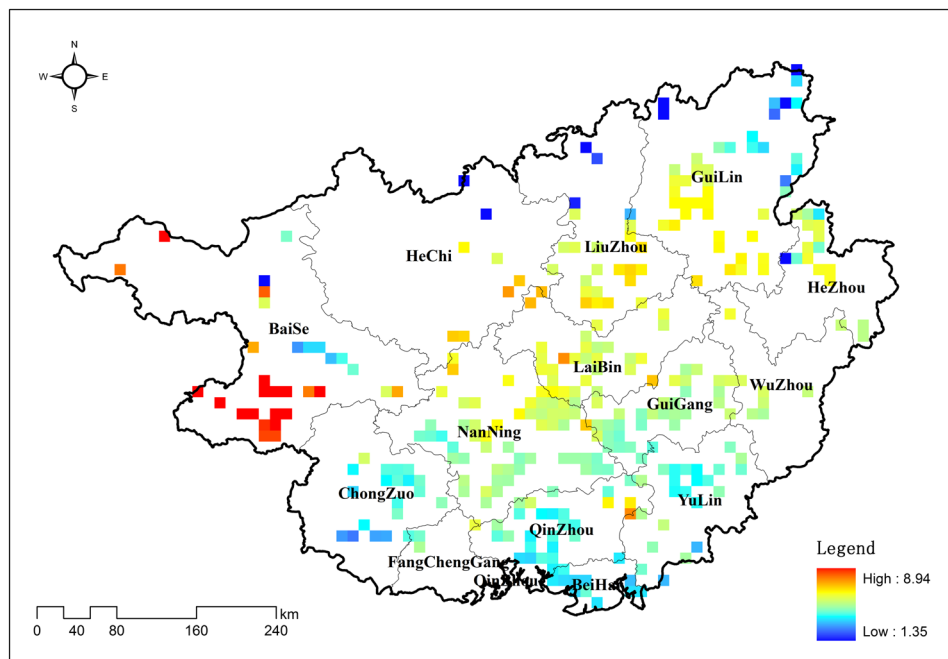 N
W E
S
GuiLin
LiuZhou
HeChi
HeZhou
BaiSe
LaiBin
WuZhou
GuiGang
NanNing
ChongZuo
YuLin
QinZhou
FangChengGang
QinZhou
BeiHai
Legend
High : 8.94
Low : 1.35
km
0 40 80 160 240